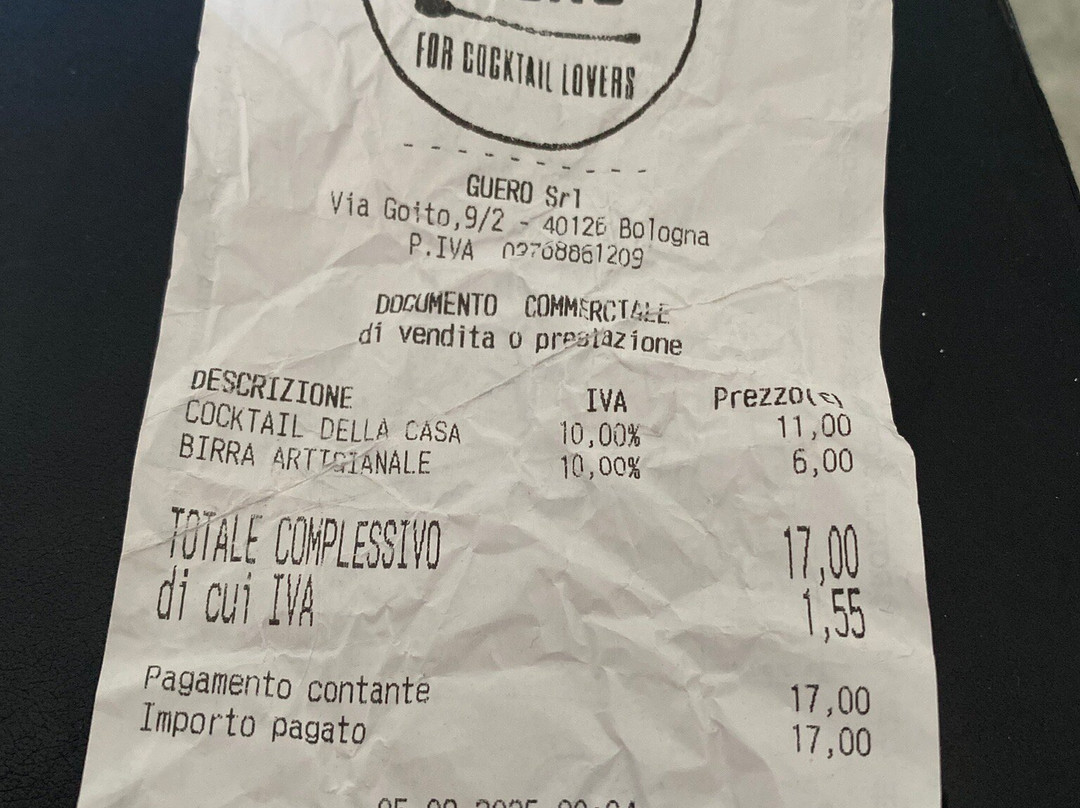 FOR COCKTAIL LOVERS
GUERO Srl
Via Goito,9/2 - 40126 Bologna
P.IVA 03768861209
DOCUMENTO COMMERCIALE
di vendita o prestazione
DESCRIZIONE IVA Prezzo(€)
COCKTAIL DELLA CASA 10,00% 11,00
BIRRA ARTIGIANALE 10,00% 6,00
TOTALE COMPLESSIVO 17,00
di cui IVA 1,55
Pagamento contante 17,00
Importo pagato 17,00